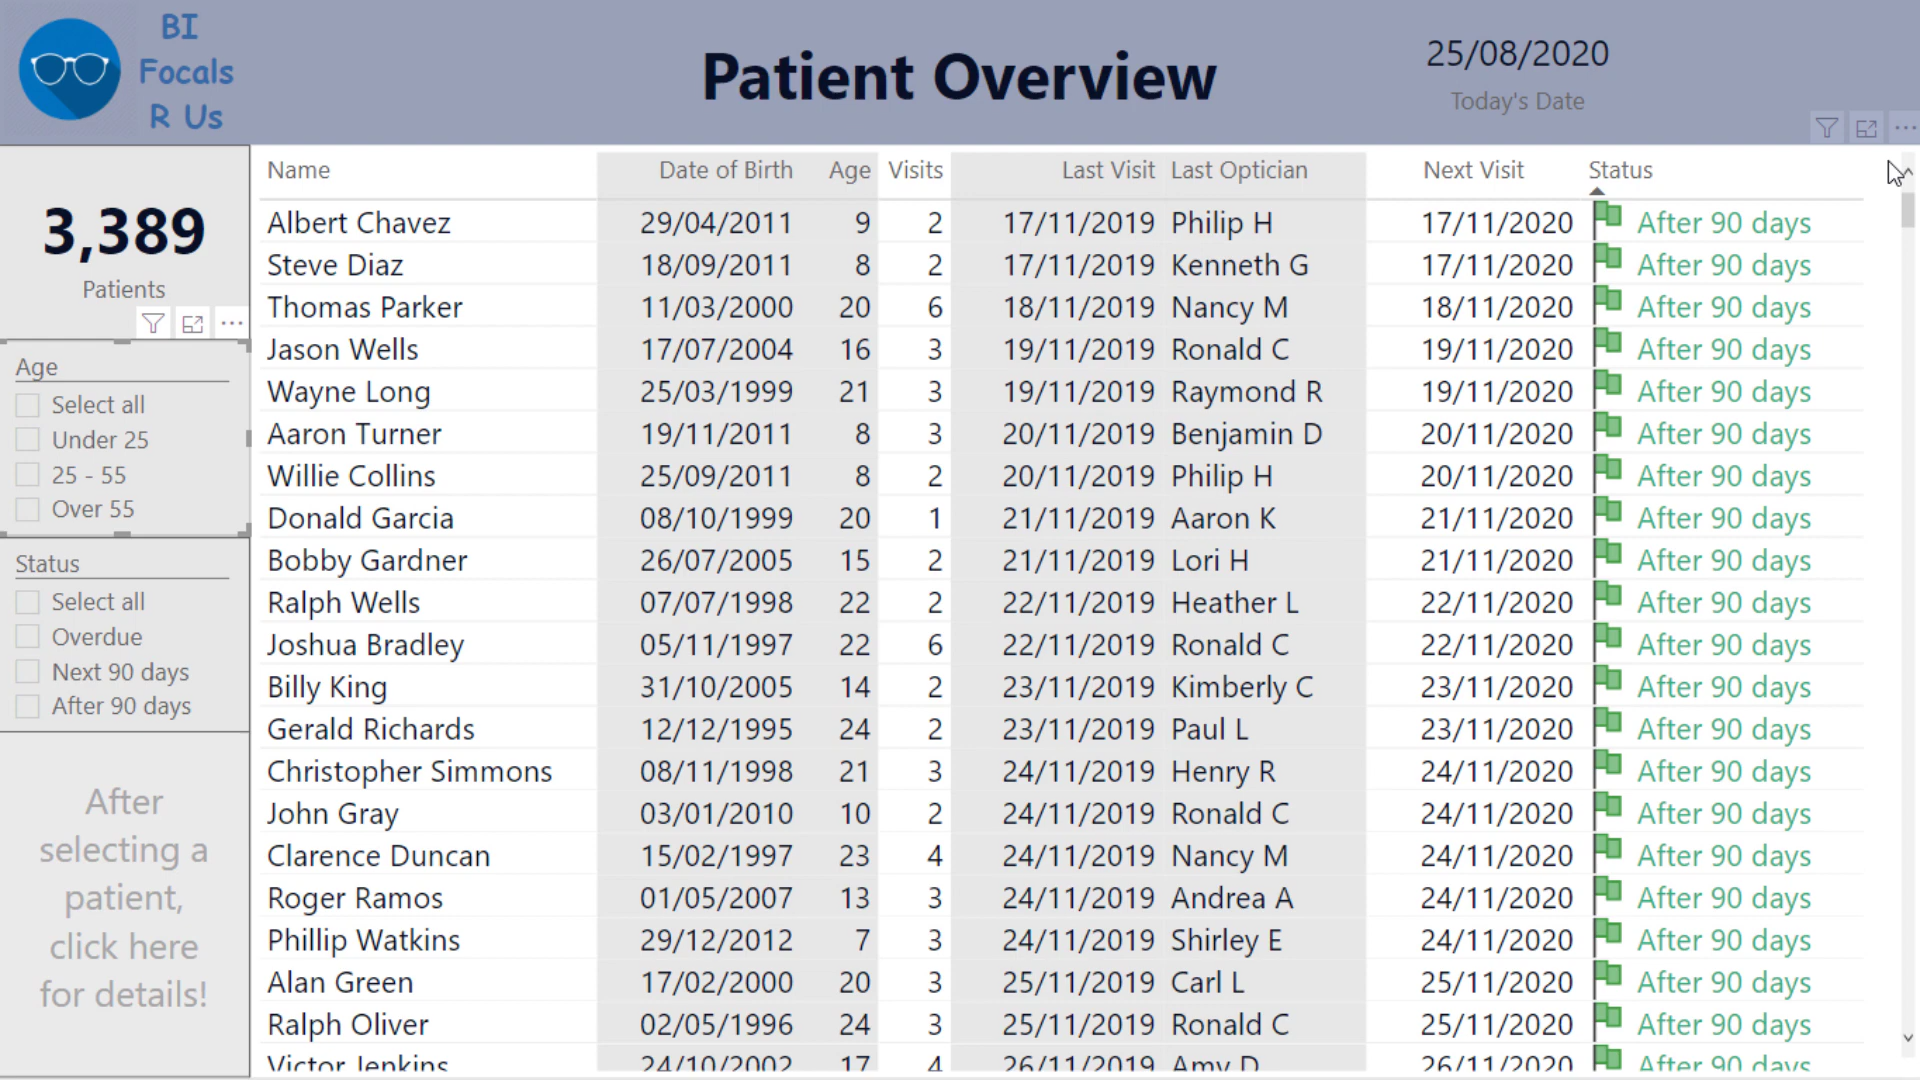 BI
Focals
R Us
Patient Overview
25/08/2020
Today's Date
3,389
Patients
Age
Select all
Under 25
25 - 55
Over 55
Status
Select all
Overdue
Next 90 days
After 90 days
After
selecting a
patient,
click here
for details!
Name Date of Birth Age Visits Last Visit Last Optician Next Visit Status
Albert Chavez 29/04/2011 9 2 17/11/2019 Philip H 17/11/2020 After 90 days
Steve Diaz 18/09/2011 8 2 17/11/2019 Kenneth G 17/11/2020 After 90 days
Thomas Parker 11/03/2000 20 6 18/11/2019 Nancy M 18/11/2020 After 90 days
Jason Wells 17/07/2004 16 3 19/11/2019 Ronald C 19/11/2020 After 90 days
Wayne Long 25/03/1999 21 3 19/11/2019 Raymond R 19/11/2020 After 90 days
Aaron Turner 19/11/2011 8 3 20/11/2019 Benjamin D 20/11/2020 After 90 days
Willie Collins 25/09/2011 8 2 20/11/2019 Philip H 20/11/2020 After 90 days
Donald Garcia 08/10/1999 20 1 21/11/2019 Aaron K 21/11/2020 After 90 days
Bobby Gardner 26/07/2005 15 2 21/11/2019 Lori H 21/11/2020 After 90 days
Ralph Wells 07/07/1998 22 2 22/11/2019 Heather L 22/11/2020 After 90 days
Joshua Bradley 05/11/1997 22 6 22/11/2019 Ronald C 22/11/2020 After 90 days
Billy King 31/10/2005 14 2 23/11/2019 Kimberly C 23/11/2020 After 90 days
Gerald Richards 12/12/1995 24 2 23/11/2019 Paul L 23/11/2020 After 90 days
Christopher Simmons 08/11/1998 21 3 24/11/2019 Henry R 24/11/2020 After 90 days
John Gray 03/01/2010 10 2 24/11/2019 Ronald C 24/11/2020 After 90 days
Clarence Duncan 15/02/1997 23 4 24/11/2019 Nancy M 24/11/2020 After 90 days
Roger Ramos 01/05/2007 13 3 24/11/2019 Andrea A 24/11/2020 After 90 days
Phillip Watkins 29/12/2012 7 3 24/11/2019 Shirley E 24/11/2020 After 90 days
Alan Green 17/02/2000 20 3 25/11/2019 Carl L 25/11/2020 After 90 days
Ralph Oliver 02/05/1996 24 3 25/11/2019 Ronald C 25/11/2020 After 90 days
Victor Jenkins 24/10/2002 17 4 26/11/2019 Amy D 26/11/2020 After 90 days